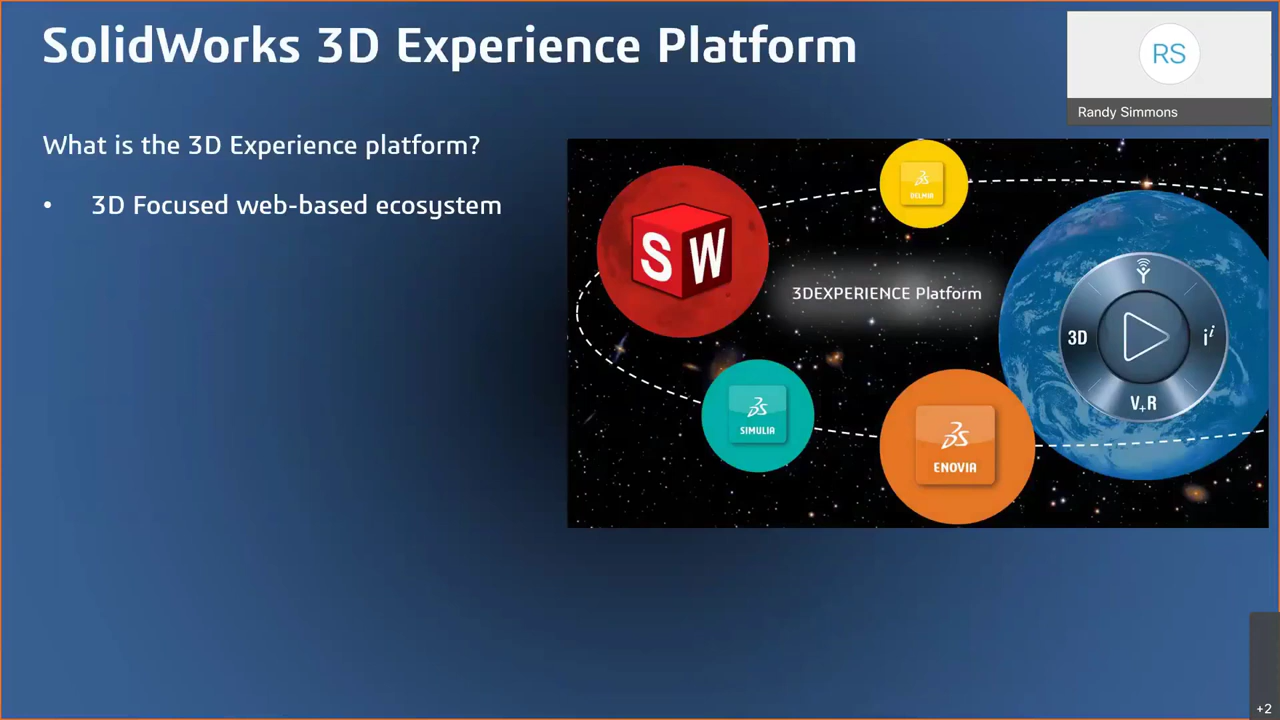 SolidWorks 3D Experience Platform
RS
Randy Simmons
What is the 3D Experience platform?
• 3D Focused web-based ecosystem
DELMIA
SW
3DEXPERIENCE Platform
3D
i
V+R
SIMULIA
ENOVIA
+2